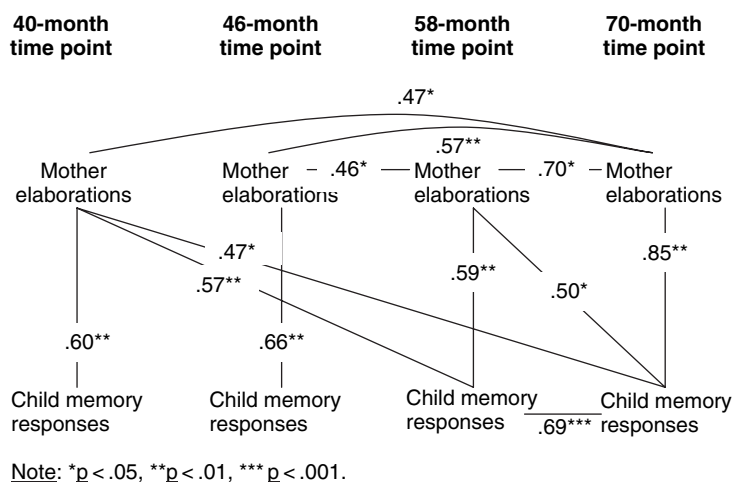 40-month 46-month 58-month 70-month
time point time point time point time point
.47*
.57**
Mother Mother .46* Mother .70* Mother
elaborations elaborations elaborations elaborations
.47* .85**
.57** .59** .50*
.60** .66**
Child memory Child memory Child memory Child memory
responses responses responses .69*** responses
Note: *p < .05, **p < .01, *** p < .001.